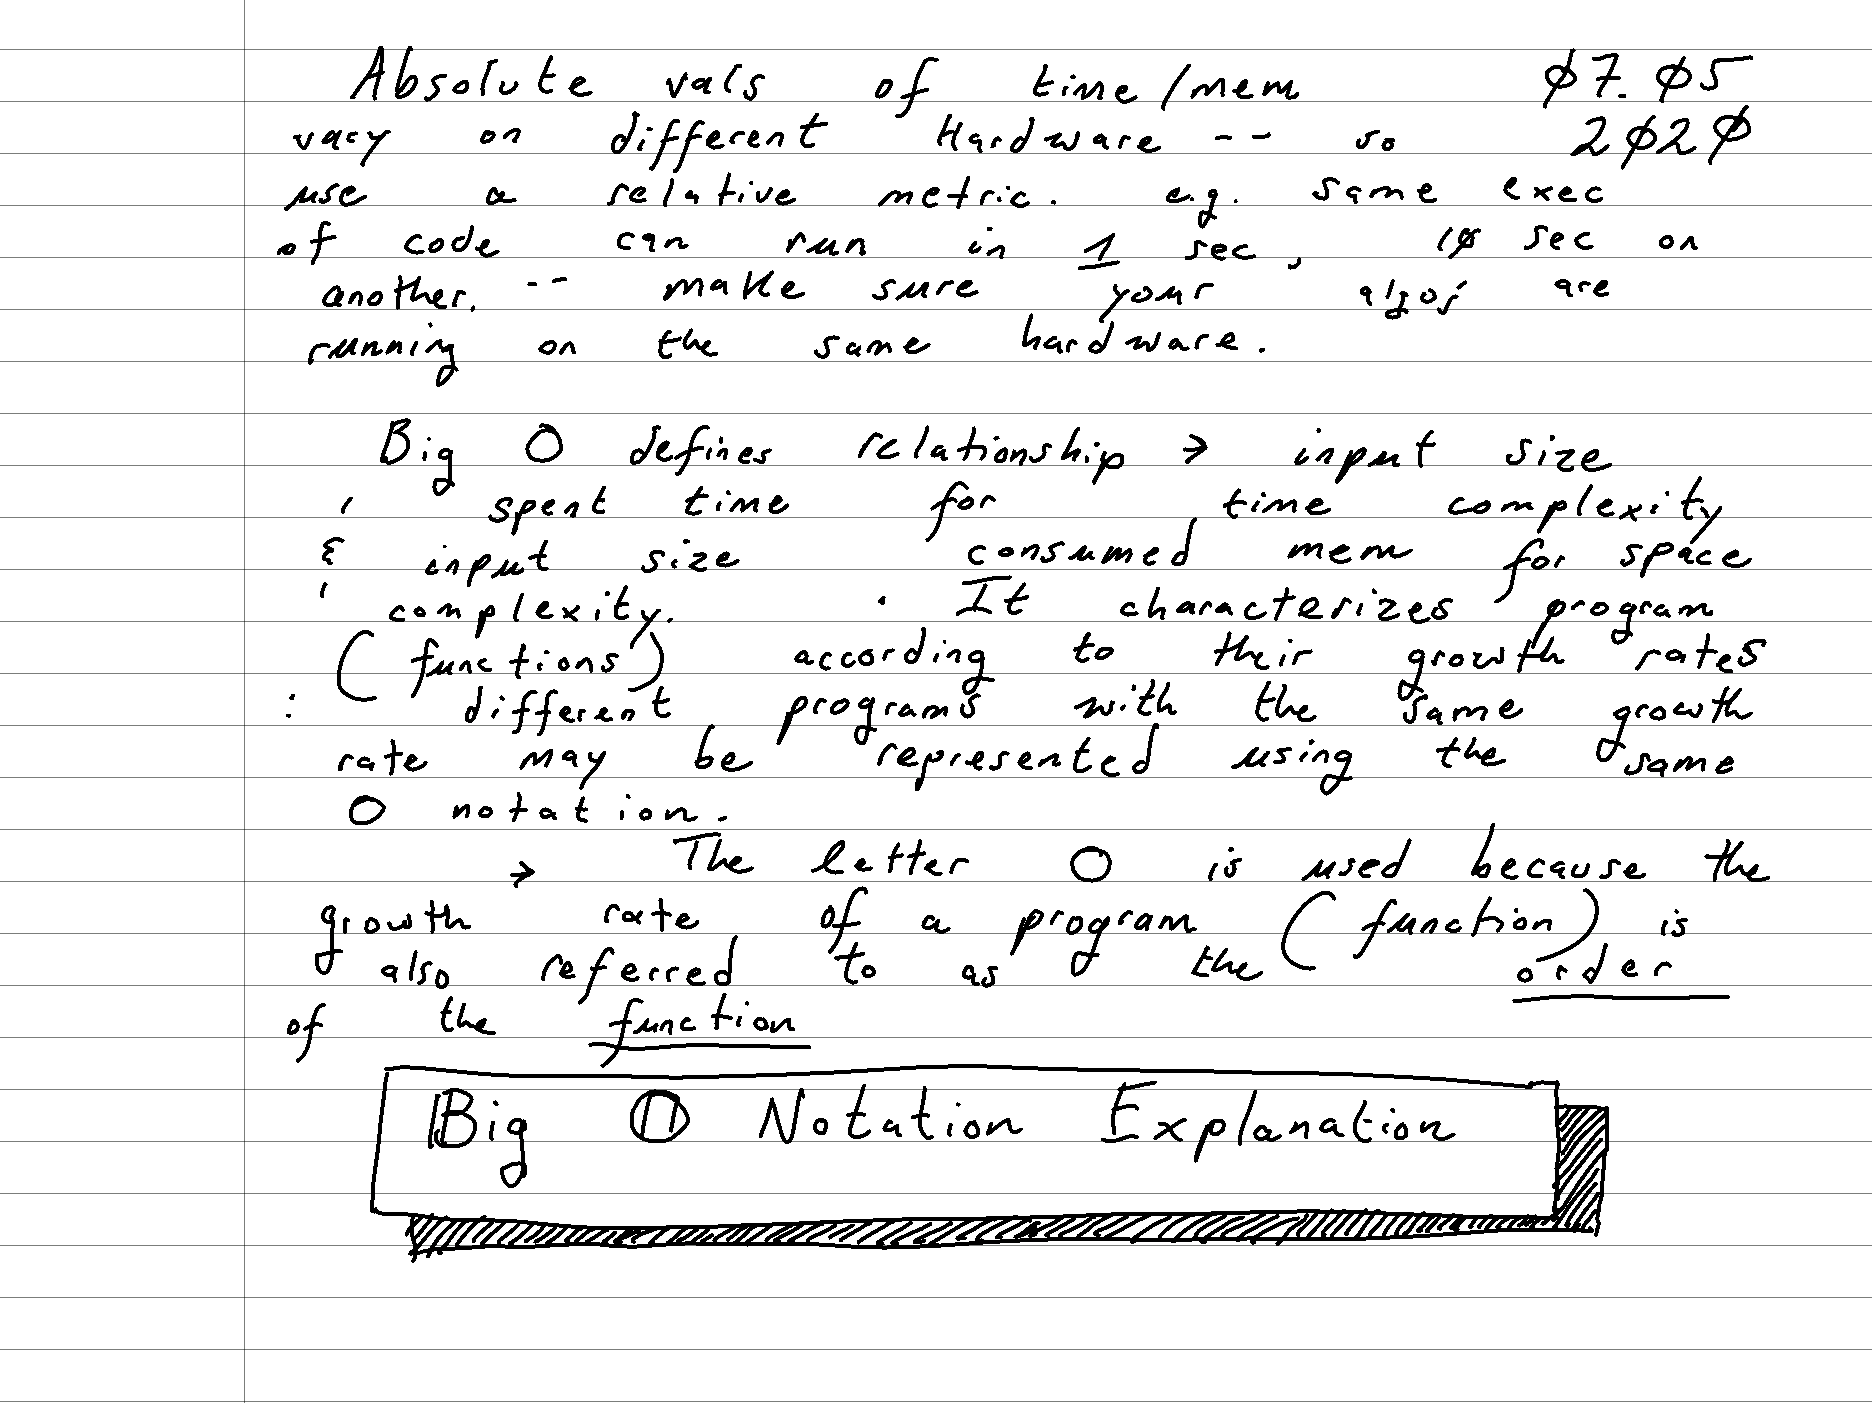 Absolute vals of time/mem 07.05
vary on different Hardware -- so 2020
use a relative metric. e.g. same exec
of code can run in 1 sec, 10 sec on
another. -- make sure your algos are
running on the same hardware.
Big O defines relationship → input size
spent time for time complexity
& input size consumed mem for space
complexity. . It characterizes program
(functions) according to their growth rates
: different programs with the same growth
rate may be represented using the same
O notation.
→ The letter O is used because the
growth rate of a program (function) is
also referred to as the order
of the function
Big O Notation Explanation